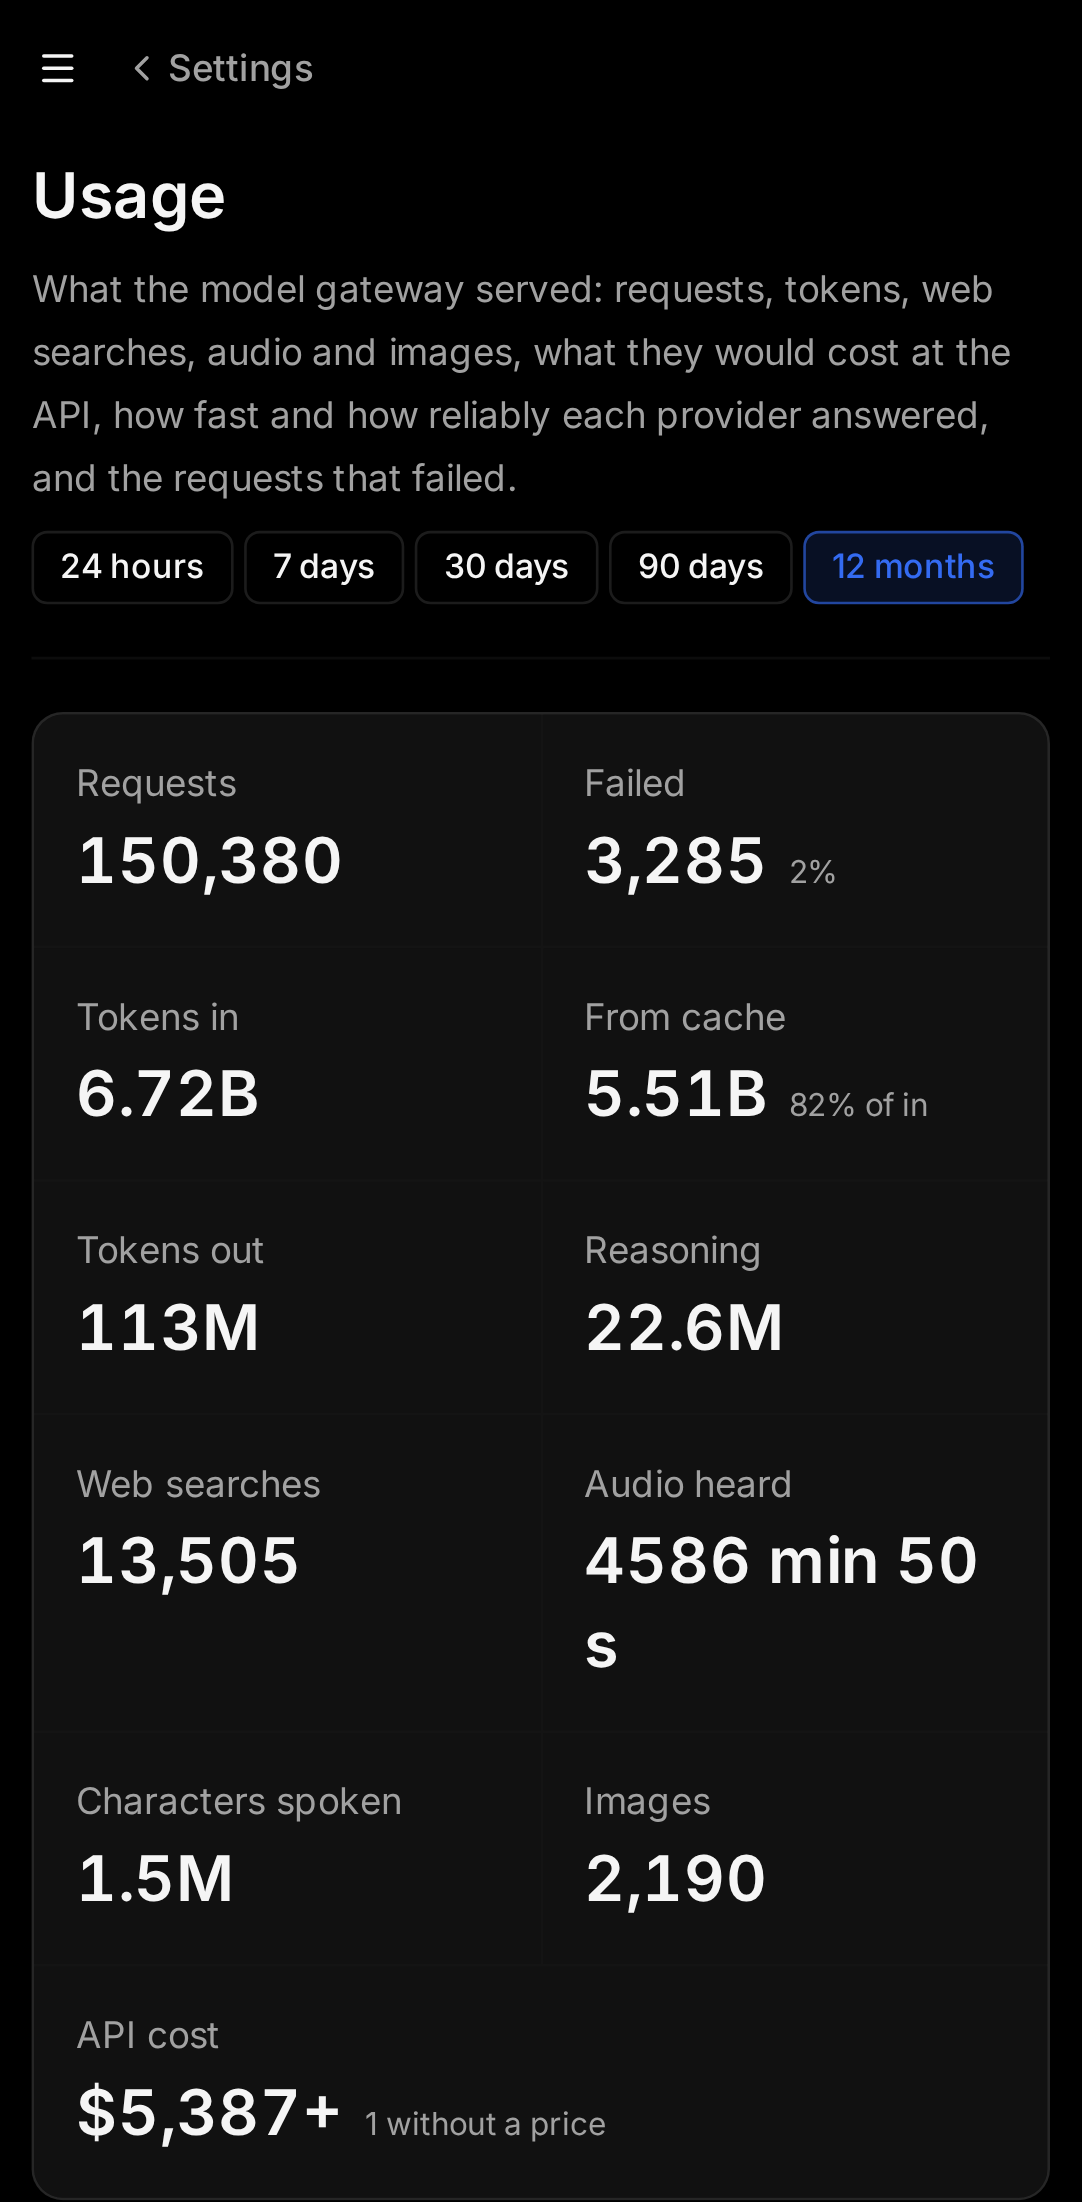 Settings
Usage
What the model gateway served: requests, tokens, web
searches, audio and images, what they would cost at the
API, how fast and how reliably each provider answered,
and the requests that failed.
24 hours 7 days 30 days 90 days 12 months
Requests
150,380
Failed
3,285 2%
Tokens in
6.72B
From cache
5.51B 82% of in
Tokens out
113M
Reasoning
22.6M
Web searches
13,505
Audio heard
4586 min 50
s
Characters spoken
1.5M
Images
2,190
API cost
$5,387+ 1 without a price